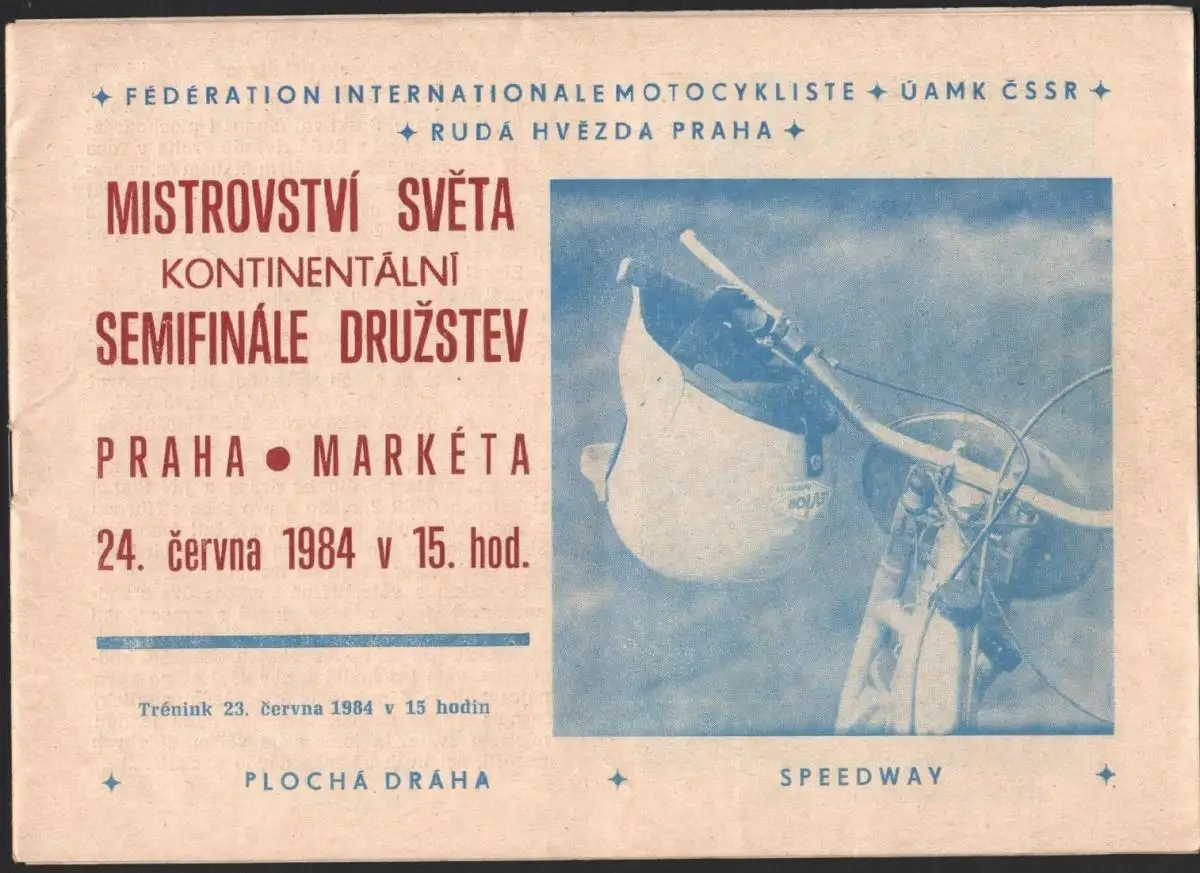 ✦ FÉDÉRATION INTERNATIONALE MOTOCYKLISTE ✦ ÚAMK ČSSR ✦
✦ RUDÁ HVĚZDA PRAHA ✦
MISTROVSTVÍ SVĚTA
KONTINENTÁLNÍ
SEMIFINÁLE DRUŽSTEV
PRAHA ● MARKÉTA
24. června 1984 v 15. hod.
Trénink 23. června 1984 v 15 hodin
✦ PLOCHÁ DRÁHA ✦ SPEEDWAY ✦